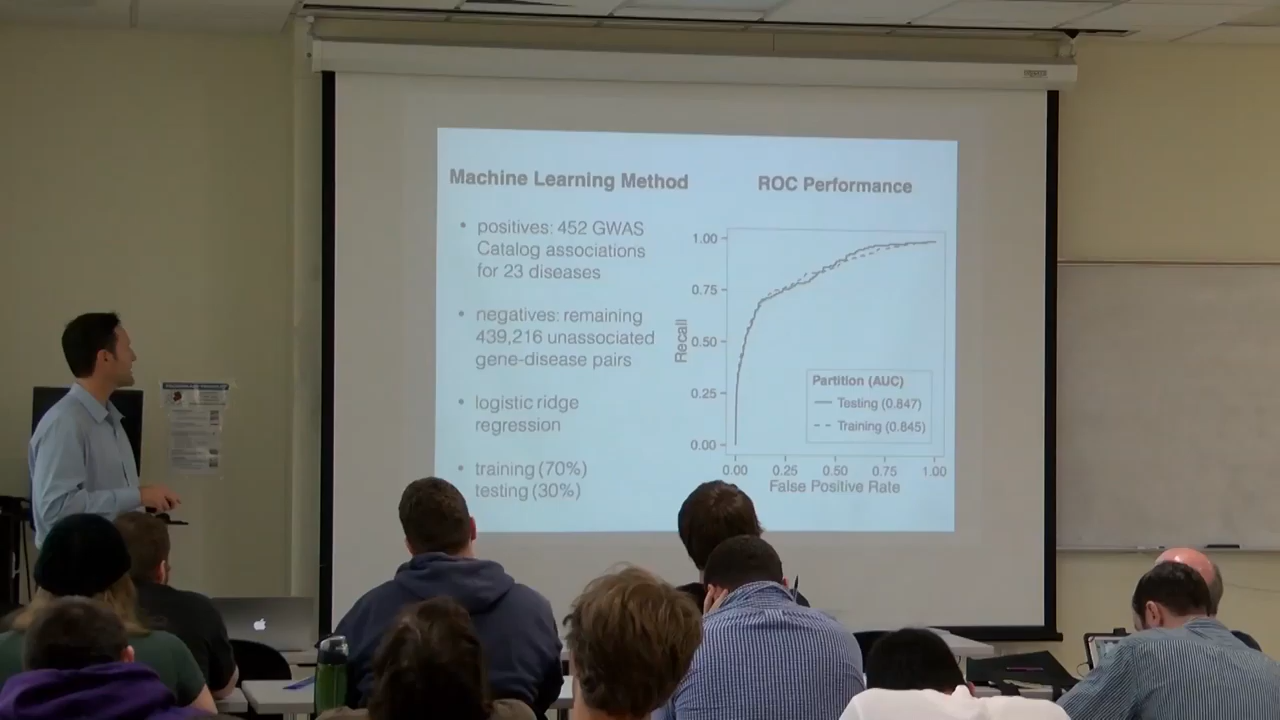 Machine Learning Method
• positives: 452 GWAS
Catalog associations
for 23 diseases
• negatives: remaining
439,216 unassociated
gene-disease pairs
• logistic ridge
regression
• training (70%)
testing (30%)
ROC Performance
1.00
0.75
0.50
0.25
0.00
Recall
Partition (AUC)
Testing (0.847)
Training (0.845)
0.00 0.25 0.50 0.75 1.00
False Positive Rate